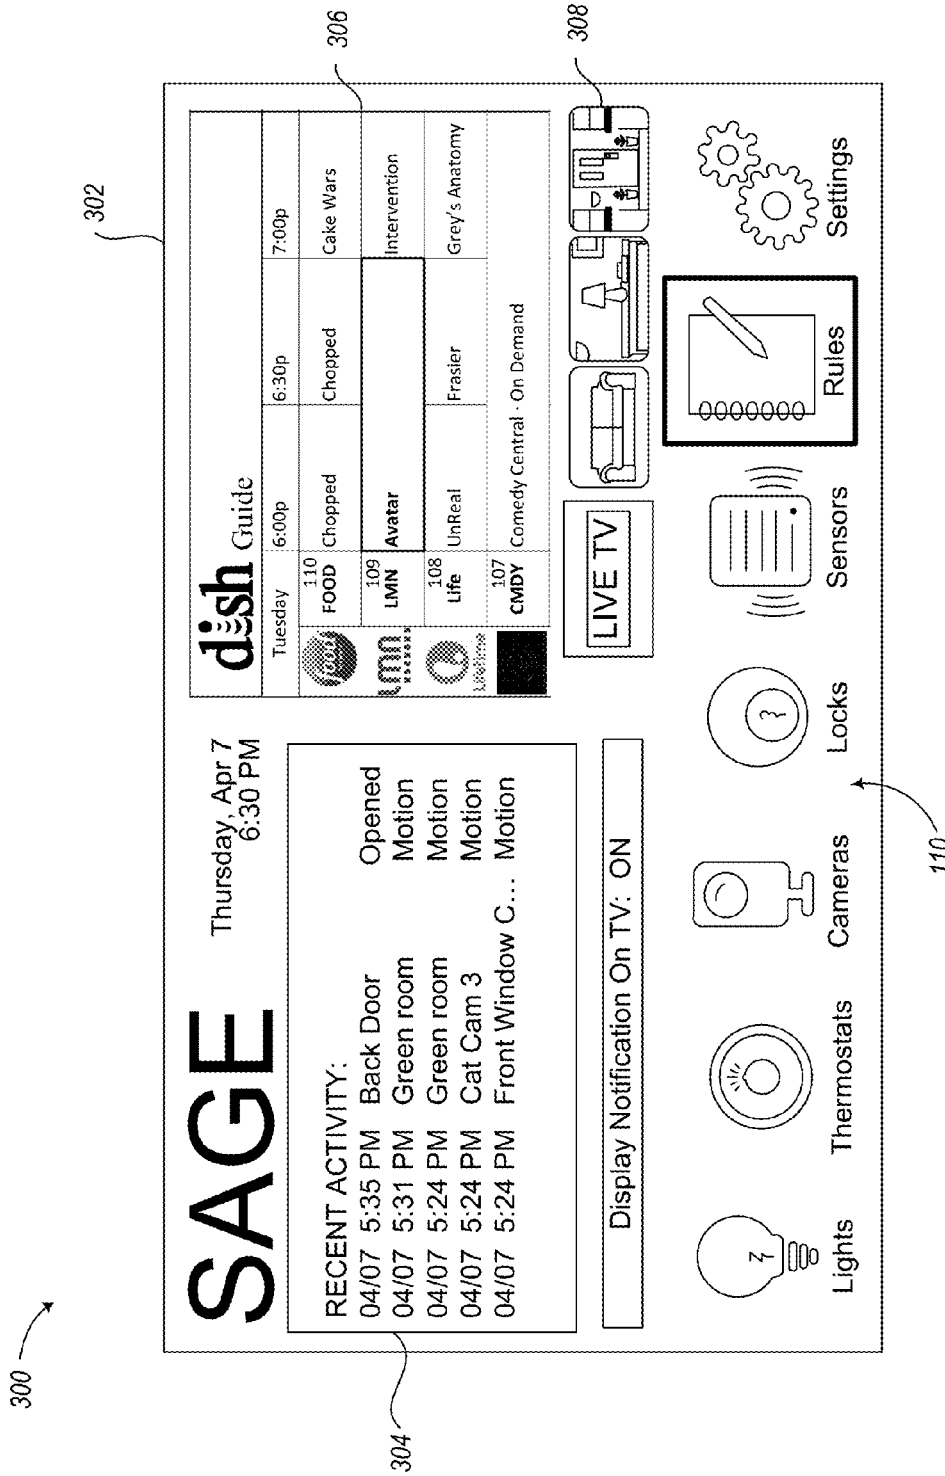 300
302
SAGE
Thursday, Apr 7
6:30 PM
304
RECENT ACTIVITY:
04/07 5:35 PM Back Door Opened
04/07 5:31 PM Green room Motion
04/07 5:24 PM Green room Motion
04/07 5:24 PM Cat Cam 3 Motion
04/07 5:24 PM Front Window C... Motion
Display Notification On TV: ON
dish Guide
306
Tuesday 6:00p 6:30p 7:00p
food 110 FOOD Chopped Chopped Cake Wars
lmn 109 LMN Avatar Intervention
Lifetime 108 Life UnReal Frasier Grey's Anatomy
107 CMDY Comedy Central - On Demand
LIVE TV
308
Lights Thermostats Cameras Locks Sensors Rules Settings
110